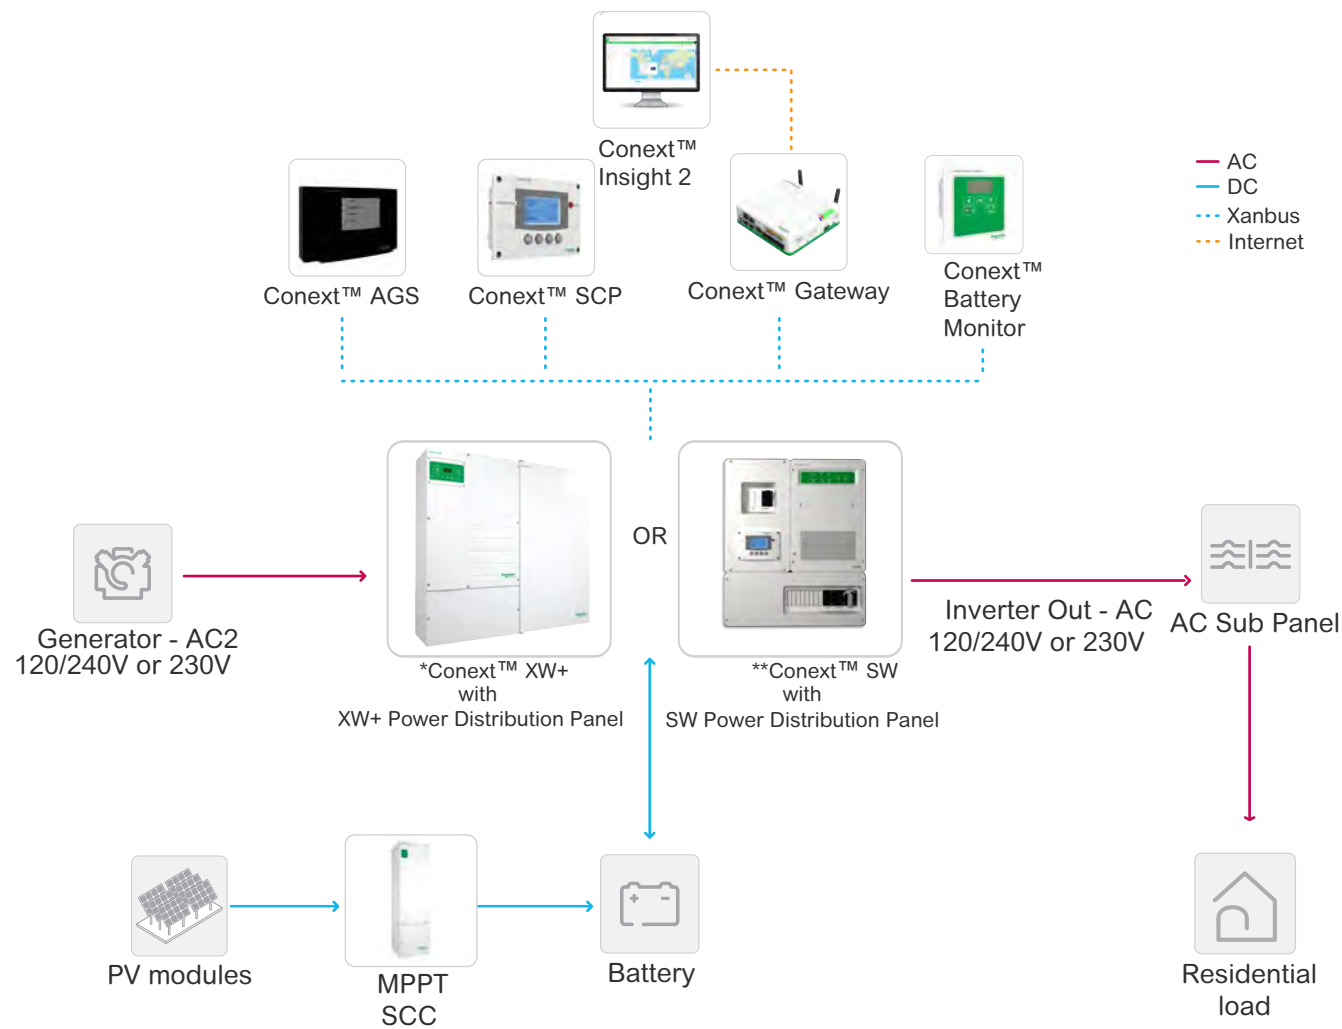 Conext™
Insight 2
Conext™ AGS
Conext™ SCP
Conext™ Gateway
Conext™
Battery
Monitor
AC
DC
Xanbus
Internet
OR
Generator - AC2
120/240V or 230V
*Conext™ XW+
with
XW+ Power Distribution Panel
**Conext™ SW
with
SW Power Distribution Panel
Inverter Out - AC
120/240V or 230V
AC Sub Panel
PV modules
MPPT
SCC
Battery
Residential
load